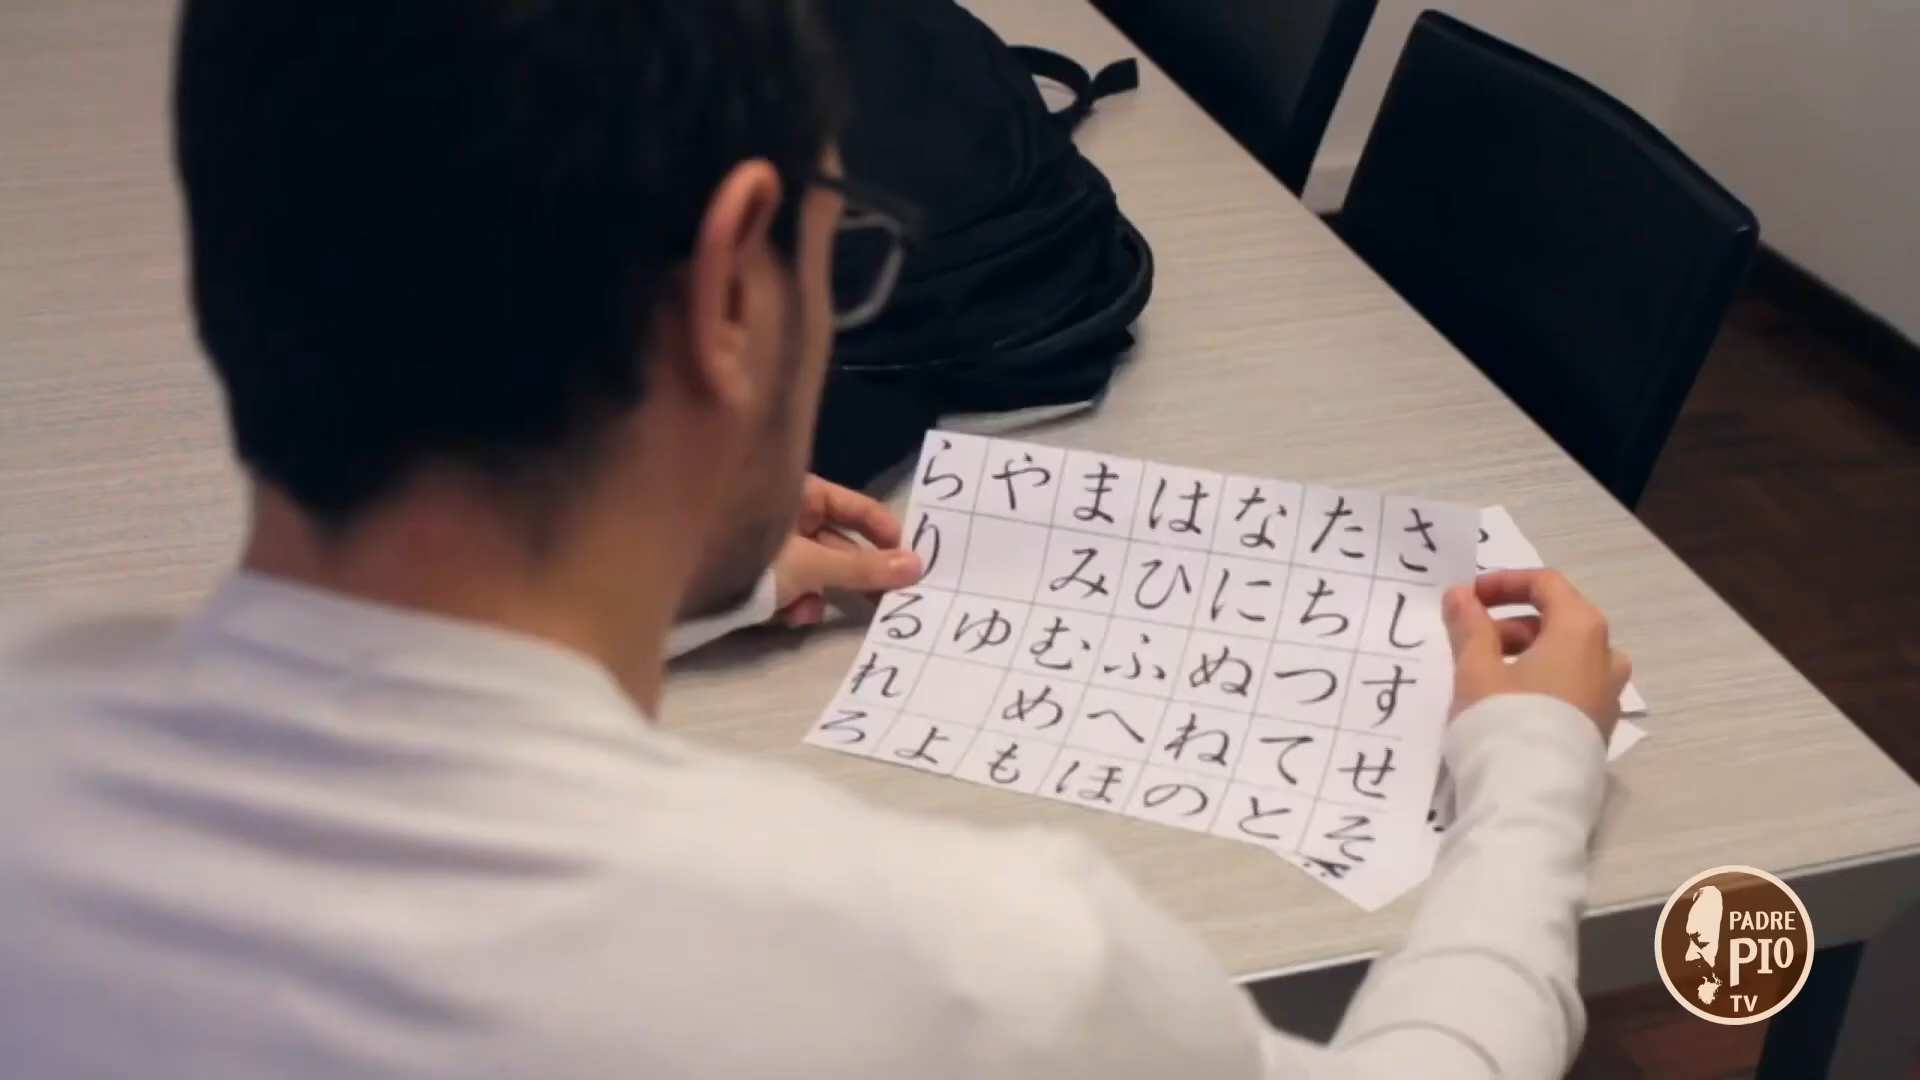 らやまはなたさ
り みひにちし
るゆむふぬつす
れ めへねてせ
ろよもほのとそ
PADRE
PIO
TV